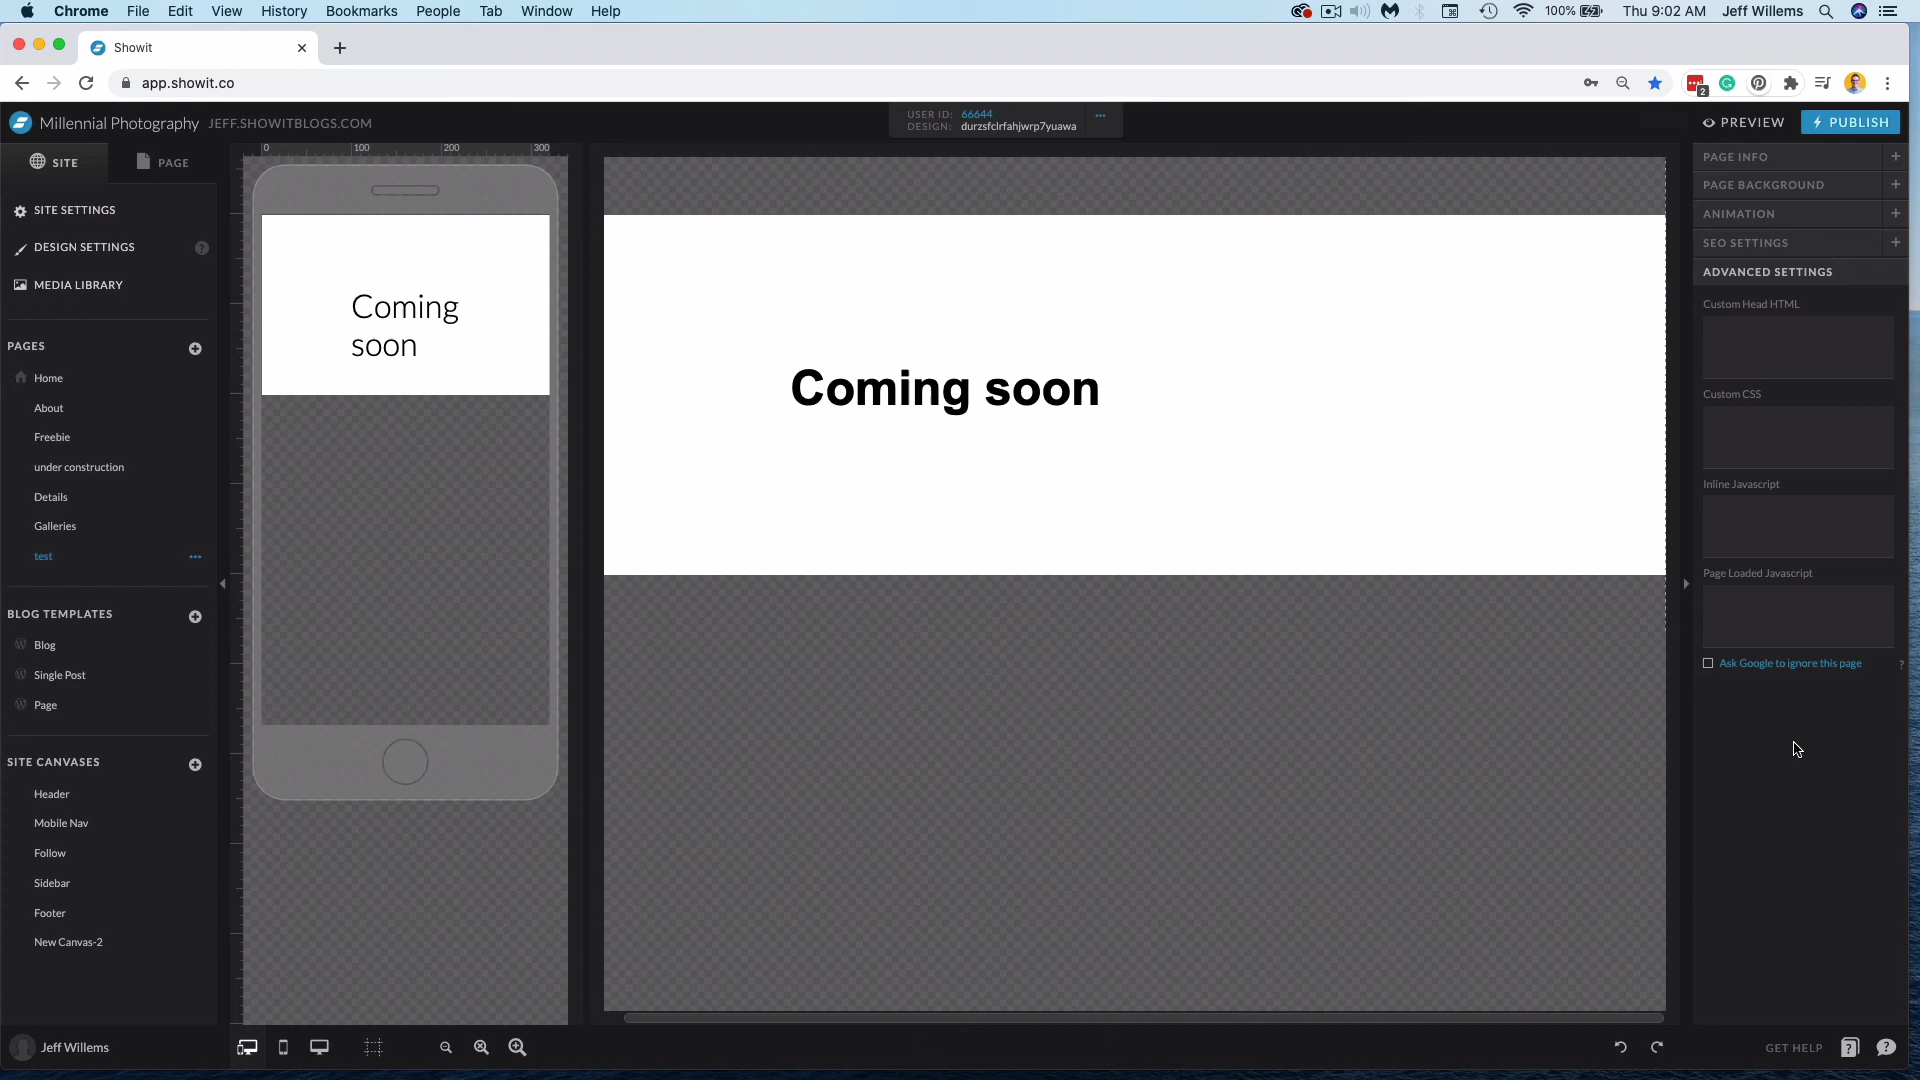 Chrome File Edit View History Bookmarks People Tab Window Help
100% Thu 9:02 AM Jeff Willems
Showit
app.showit.co
2
Millennial Photography JEFF.SHOWITBLOGS.COM
USER ID: 66644
DESIGN: durzsfclrfahjwrp7yuawa
PREVIEW
PUBLISH
SITE
PAGE
SITE SETTINGS
DESIGN SETTINGS
MEDIA LIBRARY
PAGES
Home
About
Freebie
under construction
Details
Galleries
test
BLOG TEMPLATES
Blog
Single Post
Page
SITE CANVASES
Header
Mobile Nav
Follow
Sidebar
Footer
New Canvas-2
Jeff Willems
0 100 200 300
Coming
soon
Coming soon
PAGE INFO
PAGE BACKGROUND
ANIMATION
SEO SETTINGS
ADVANCED SETTINGS
Custom Head HTML
Custom CSS
Inline Javascript
Page Loaded Javascript
Ask Google to ignore this page ?
GET HELP